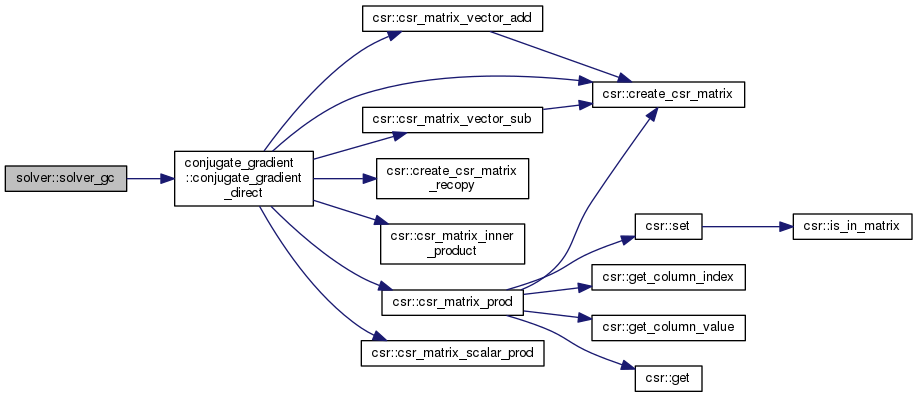 solver::solver_gc
conjugate_gradient
::conjugate_gradient
_direct
csr::csr_matrix_vector_add
csr::create_csr_matrix
csr::csr_matrix_vector_sub
csr::create_csr_matrix
_recopy
csr::csr_matrix_inner
_product
csr::csr_matrix_prod
csr::csr_matrix_scalar_prod
csr::set
csr::is_in_matrix
csr::get_column_index
csr::get_column_value
csr::get